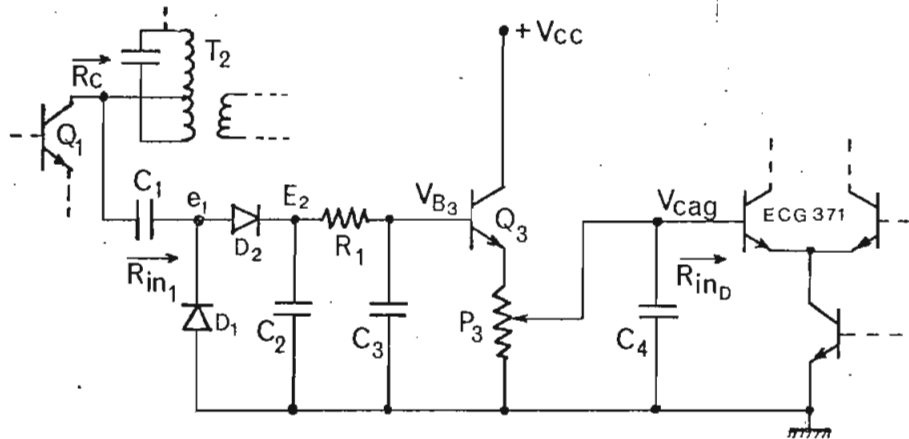 + VCC
T2
Rc
Q1
C1
e1
E2
VB3
Q3
Vcag
ECG 371
D2
R1
Rin1
RinD
D1
C2
C3
P3
C4